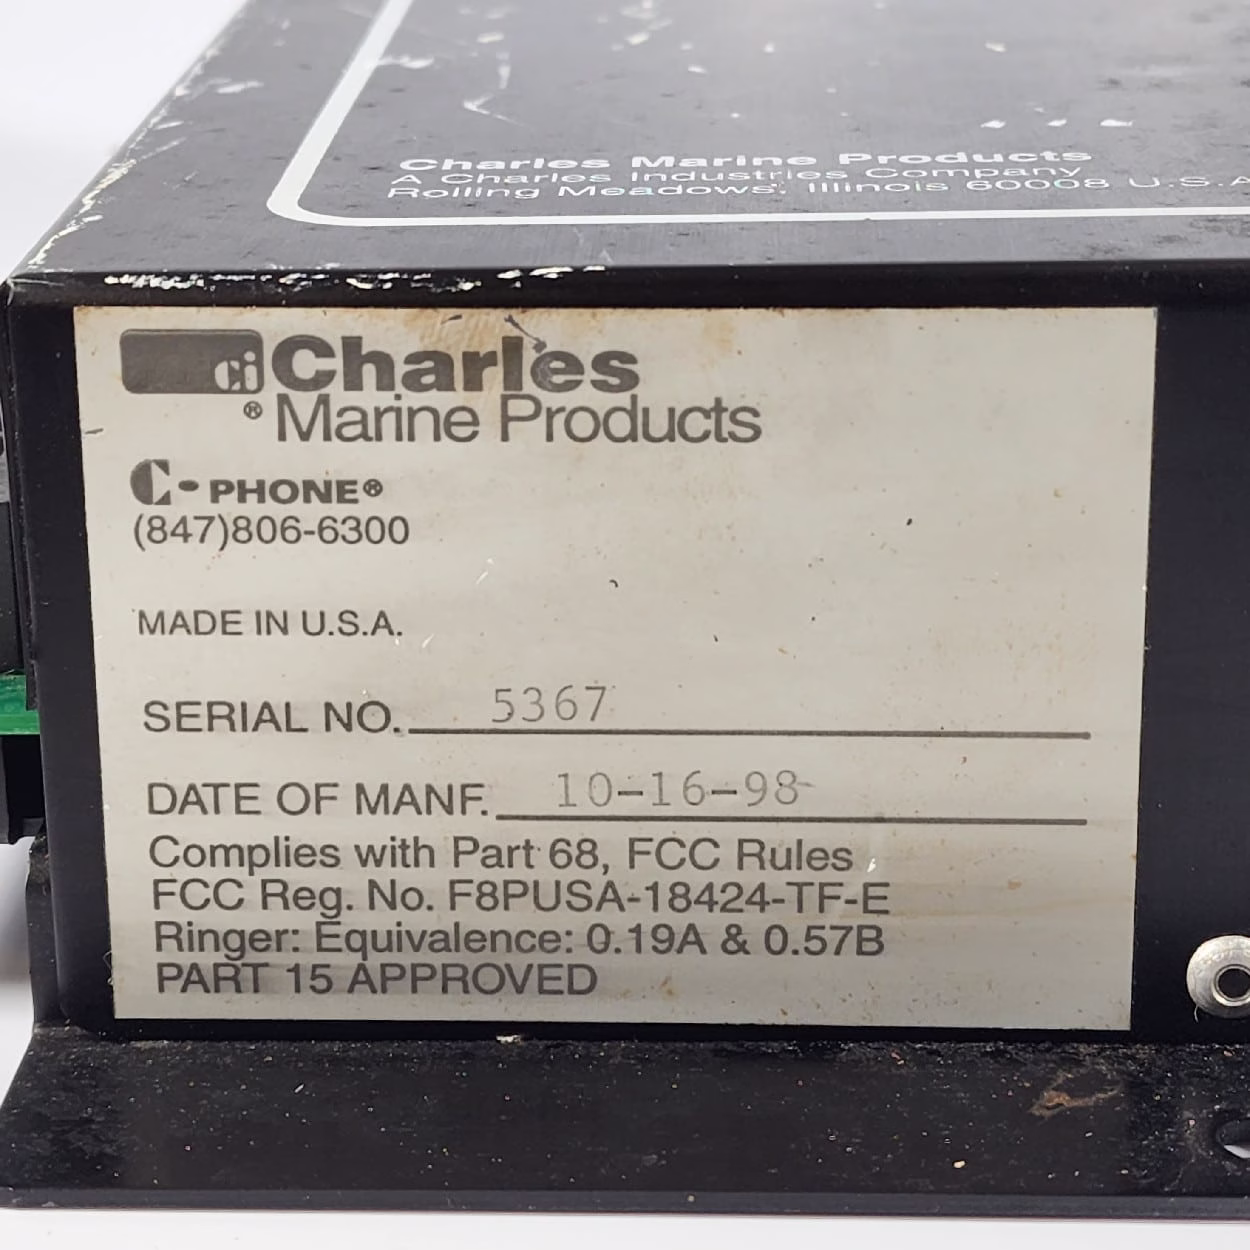 Charles Marine Products
A Charles Industries Company
Rolling Meadows, Illinois 60008 U.S.A
ci Charles
® Marine Products
C-PHONE®
(847)806-6300
MADE IN U.S.A.
SERIAL NO. 5367
DATE OF MANF. 10-16-98
Complies with Part 68, FCC Rules
FCC Reg. No. F8PUSA-18424-TF-E
Ringer: Equivalence: 0.19A & 0.57B
PART 15 APPROVED